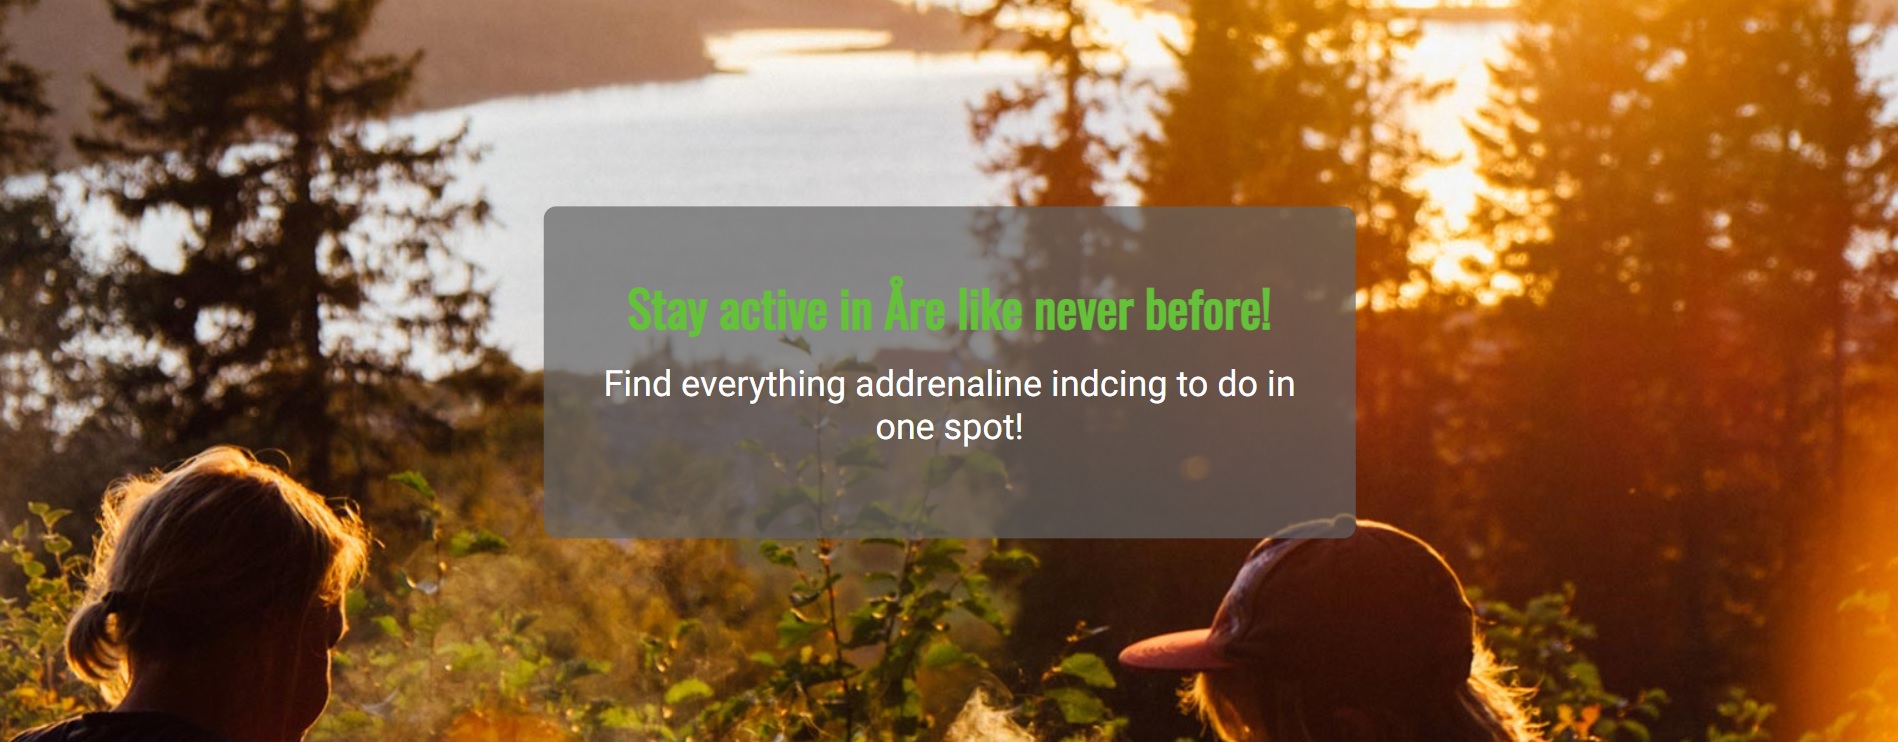 Stay active in Åre like never before!
Find everything addrenaline indcing to do in
one spot!